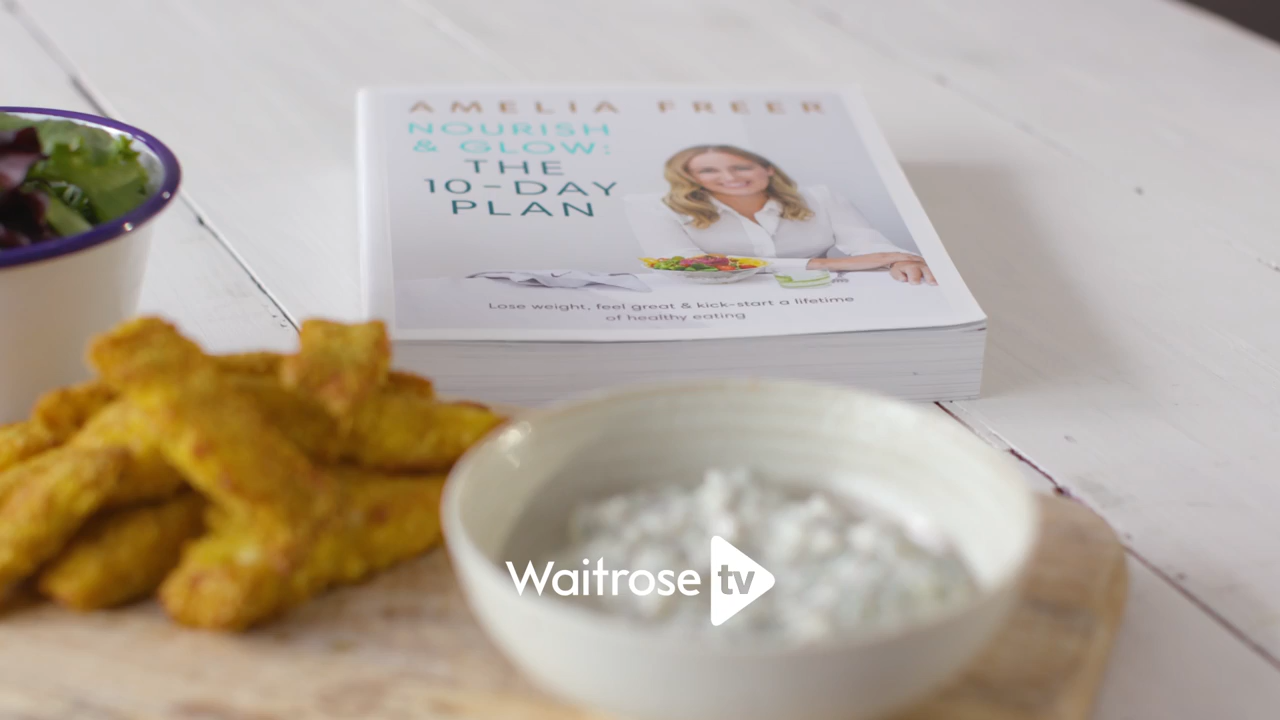 AMELIA FREER
NOURISH
& GLOW:
THE
10-DAY
PLAN
Lose weight, feel great & kick-start a lifetime
of healthy eating
Waitrose tv